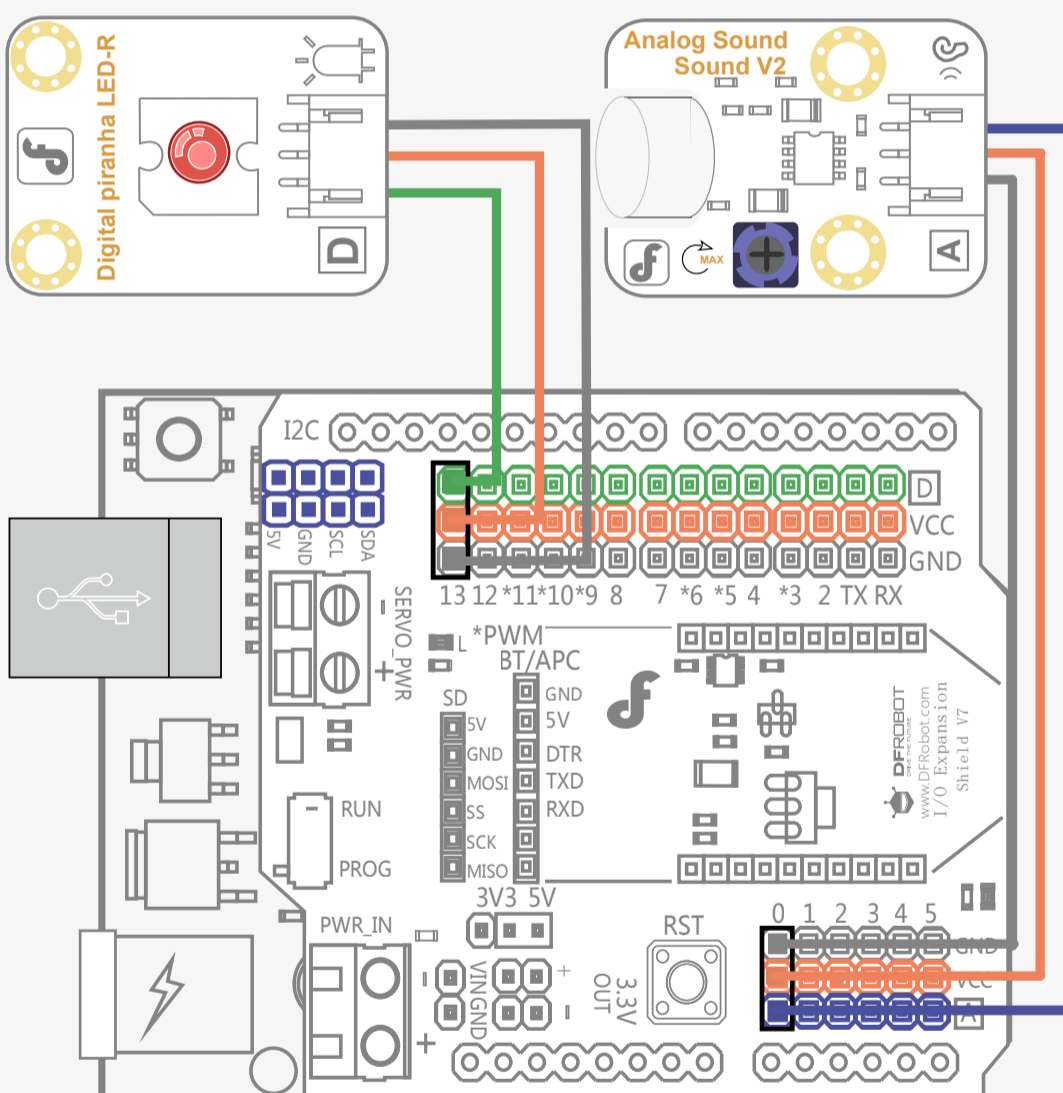 Digital piranha LED-R
D
Analog Sound
Sound V2
MAX
A
I2C
D
VCC
GND
5V
GND
SCL
SDA
13 12 *11 *10 *9 8 7 *6 *5 4 *3 2 TX RX
- SERVO_PWR +
L
*PWM
BT/APC
GND
5V
DTR
TXD
RXD
SD
5V
GND
MOSI
SS
SCK
MISO
DFROBOT
DRIVE THE FUTURE
www.DFRobot.com
I/O Expansion
Shield V7
RUN
PROG
3V3 5V
PWR_IN
-
+
VIN
GND
+
-
3.3V
OUT
RST
0 1 2 3 4 5
GND
VCC
A